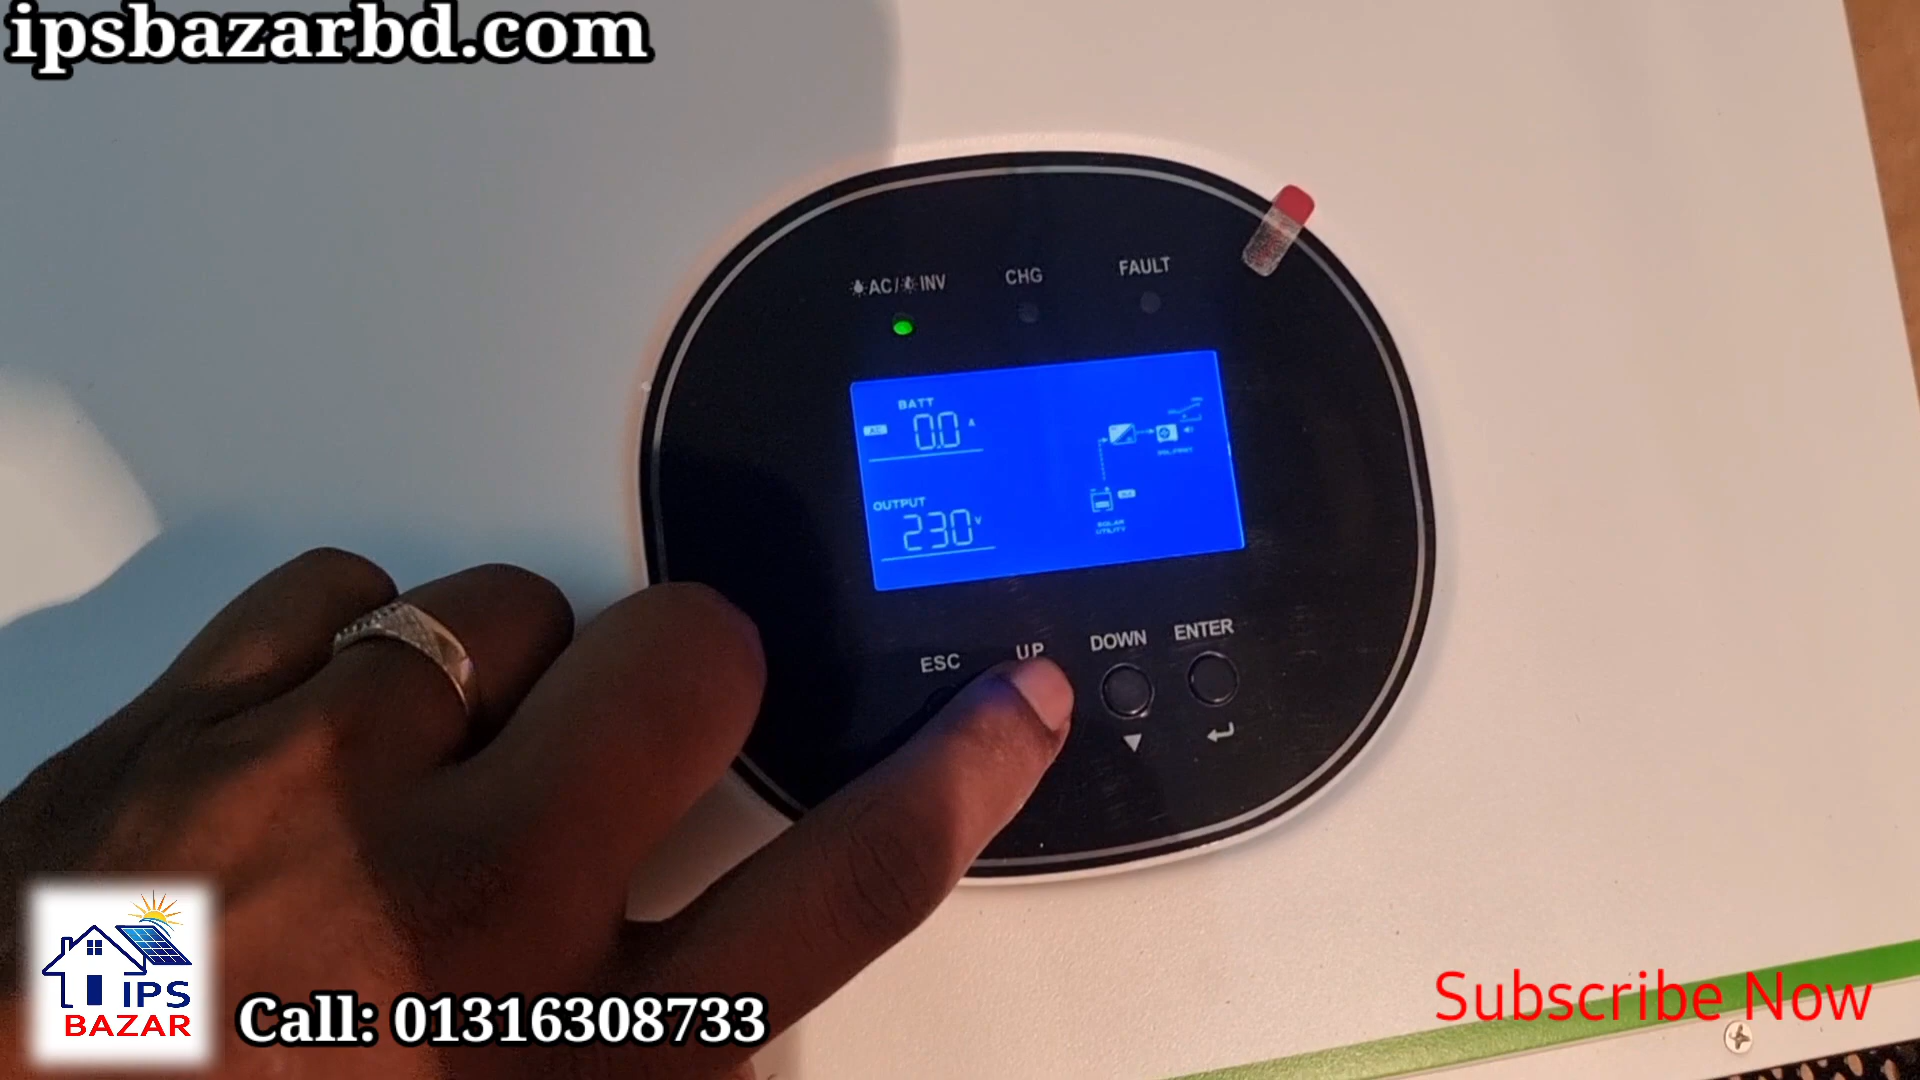 ipsbazarbd.com
AC/ INV
CHG
FAULT
BATT
AC
0.0 A
OUTPUT
230 V
SOLAR
UTILITY
ESC
UP
DOWN
ENTER
IPS
BAZAR
Call: 01316308733
Subscribe Now